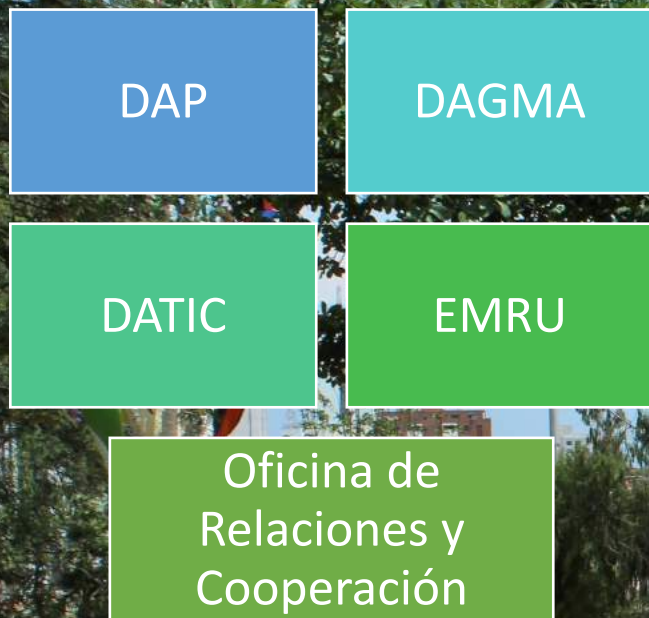 DAP
DAGMA
DATIC
EMRU
Oficina de
Relaciones y
Cooperación